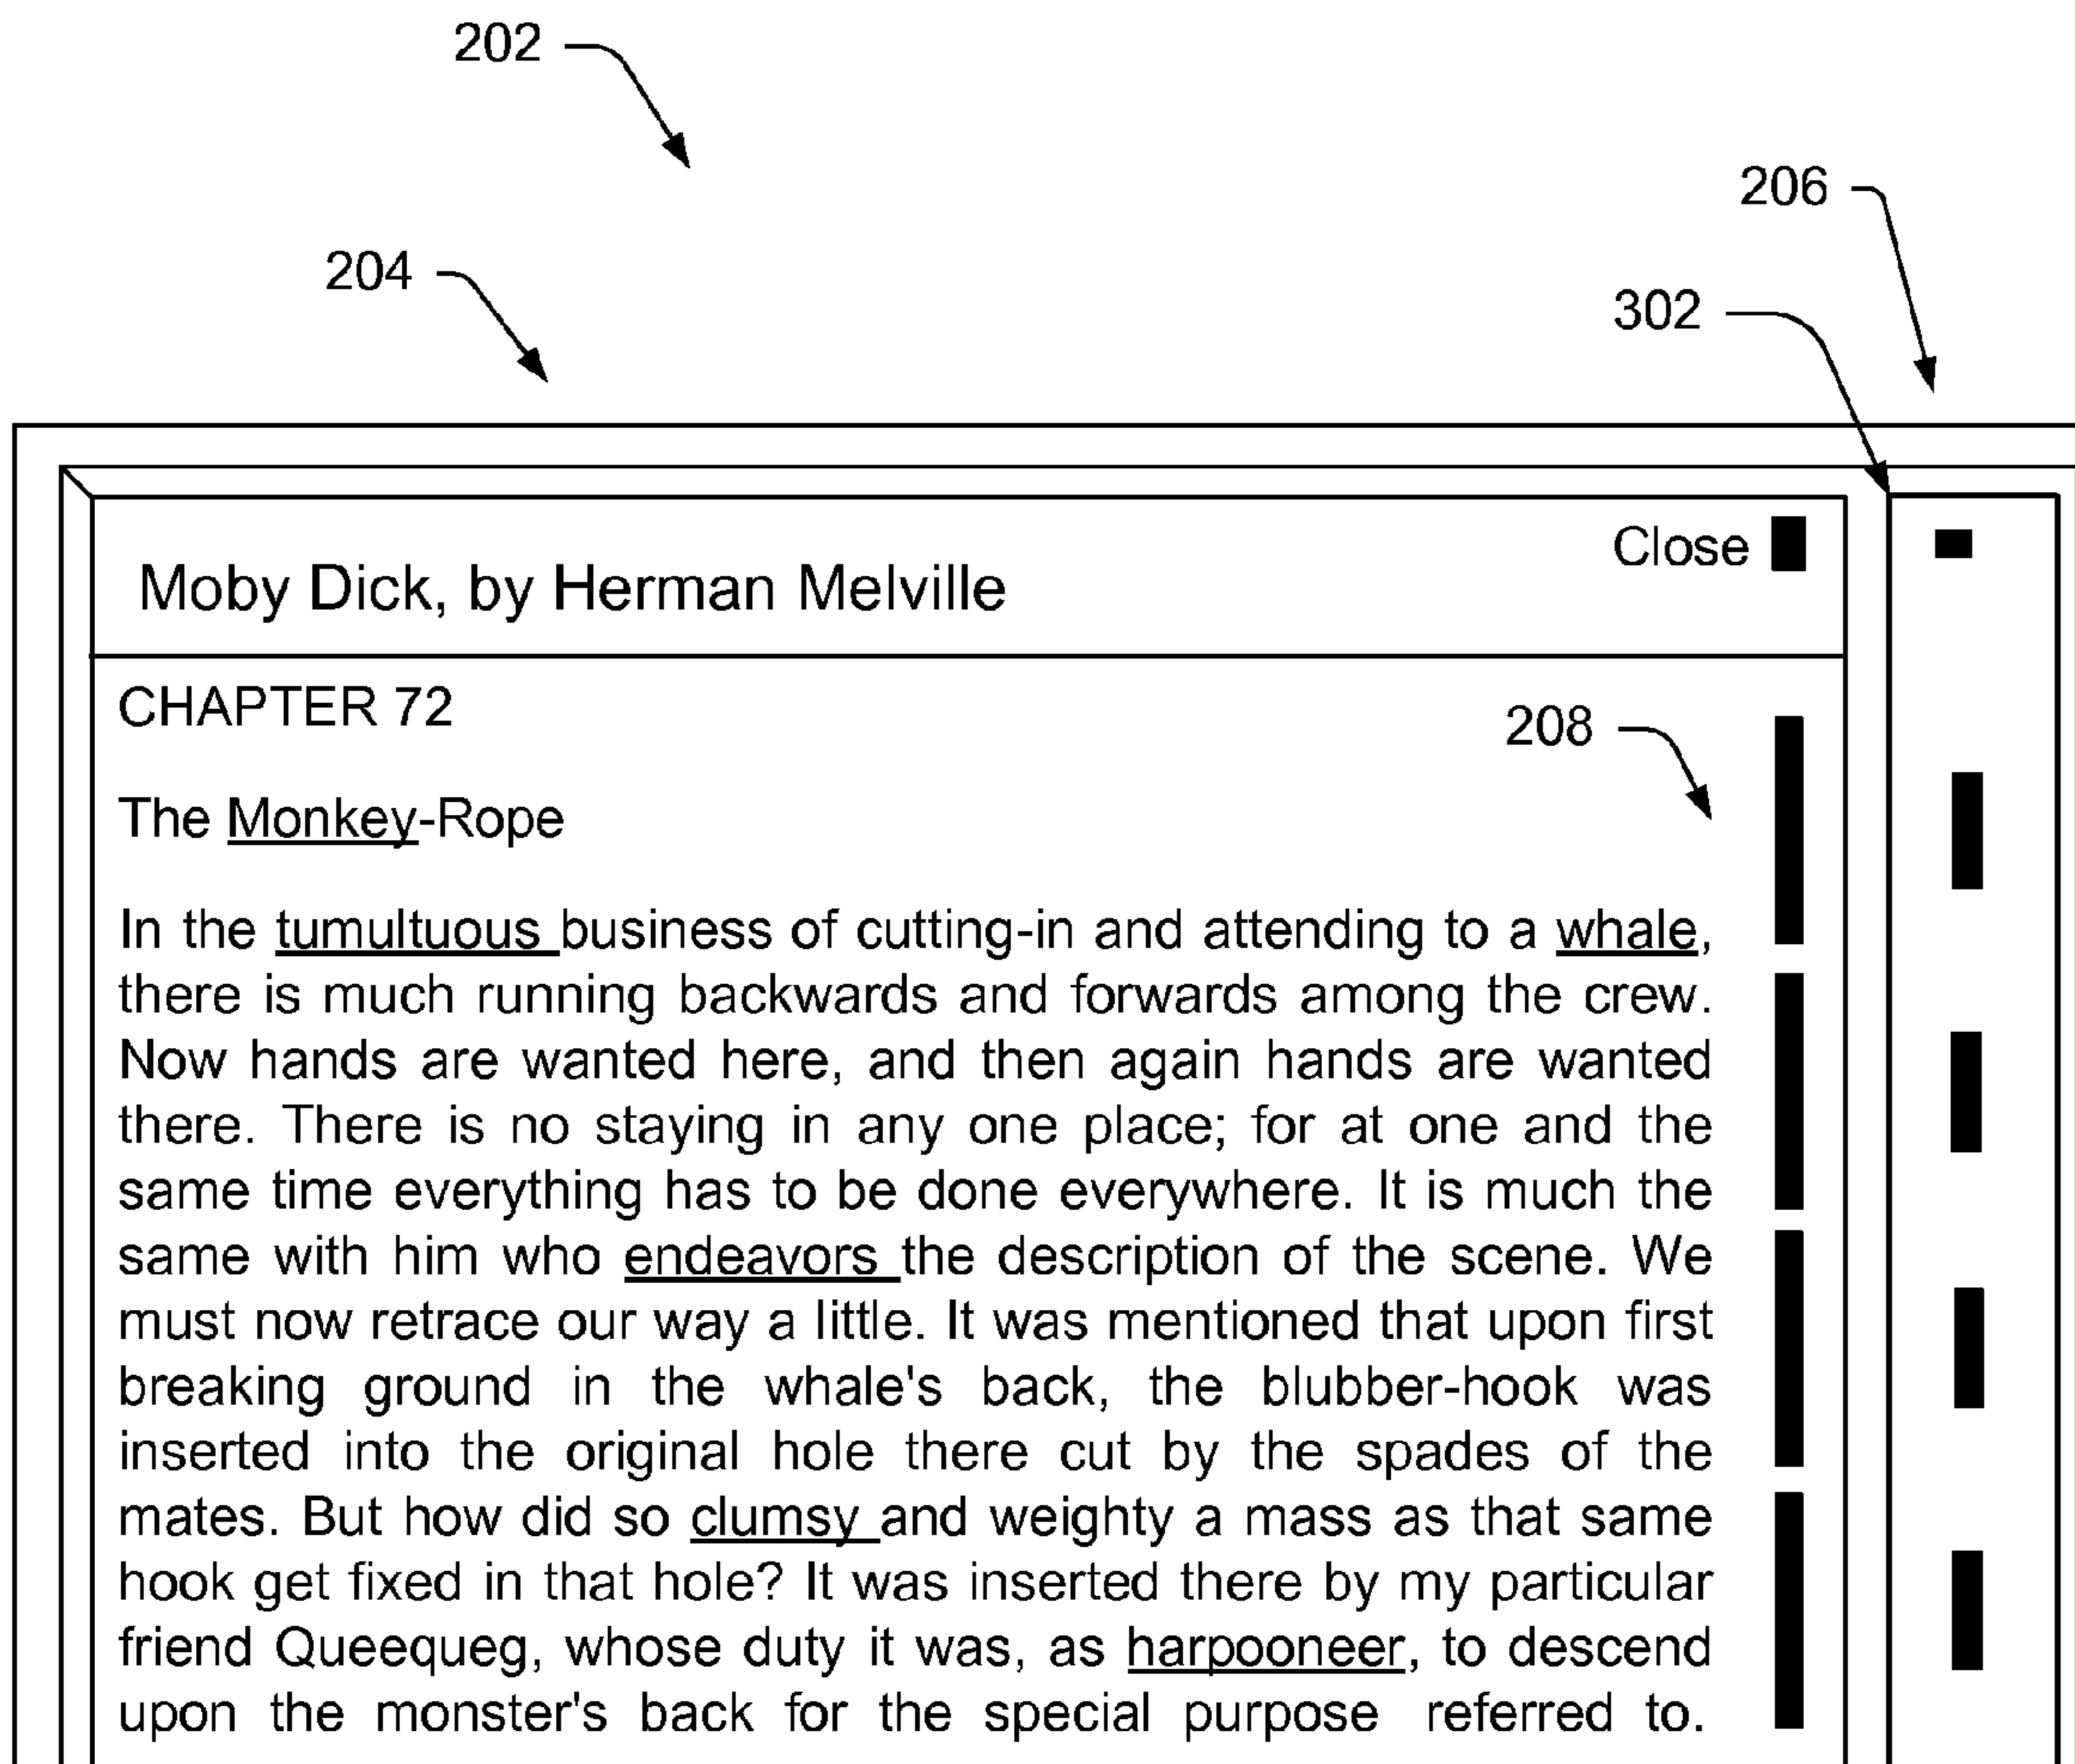 202
206
204
302
Close
Moby Dick, by Herman Melville
CHAPTER 72
208
The Monkey-Rope
In the tumultuous business of cutting-in and attending to a whale,
there is much running backwards and forwards among the crew.
Now hands are wanted here, and then again hands are wanted
there. There is no staying in any one place; for at one and the
same time everything has to be done everywhere. It is much the
same with him who endeavors the description of the scene. We
must now retrace our way a little. It was mentioned that upon first
breaking ground in the whale's back, the blubber-hook was
inserted into the original hole there cut by the spades of the
mates. But how did so clumsy and weighty a mass as that same
hook get fixed in that hole? It was inserted there by my particular
friend Queequeg, whose duty it was, as harpooneer, to descend
upon the monster's back for the special purpose referred to.